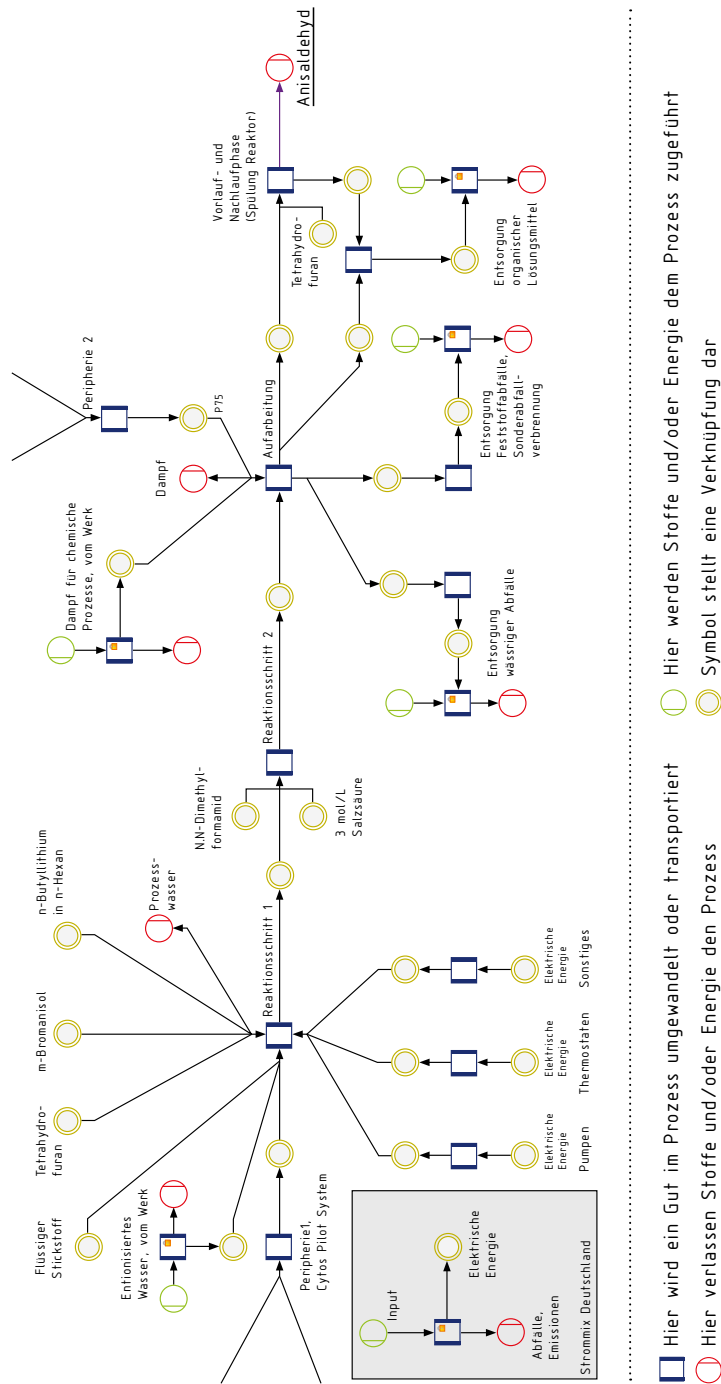 Flüssiger
Stickstoff
Tetrahydro-
furan
m-Bromanisol
n-Butyllithium
in n-Hexan
Entionisiertes
Wasser, vom Werk
Prozess-
wasser
Peripherie1,
Cytos Pilot System
Reaktionsschritt 1
N.N-Dimethyl-
formamid
3 mol/L
Salzsäure
Reaktionsschritt 2
Dampf für chemische
Prozesse, vom Werk
Dampf
Peripherie 2
P75
Aufarbeitung
Vorlauf- und
Nachlaufphase
(Spülung Reaktor)
Anisaldehyd
Tetrahydro-
furan
Entsorgung
wässriger Abfälle
Entsorgung
Feststoffabfälle,
Sonderabfall-
verbrennung
Entsorgung
organischer
Lösungsmittel
Elektrische
Energie
Pumpen
Elektrische
Energie
Thermostaten
Elektrische
Energie
Sonstiges
Input
Elektrische
Energie
Abfälle,
Emissionen
Strommix Deutschland
Hier wird ein Gut im Prozess umgewandelt oder transportiert
Hier werden Stoffe und/oder Energie dem Prozess zugeführt
Hier verlassen Stoffe und/oder Energie den Prozess
Symbol stellt eine Verknüpfung dar